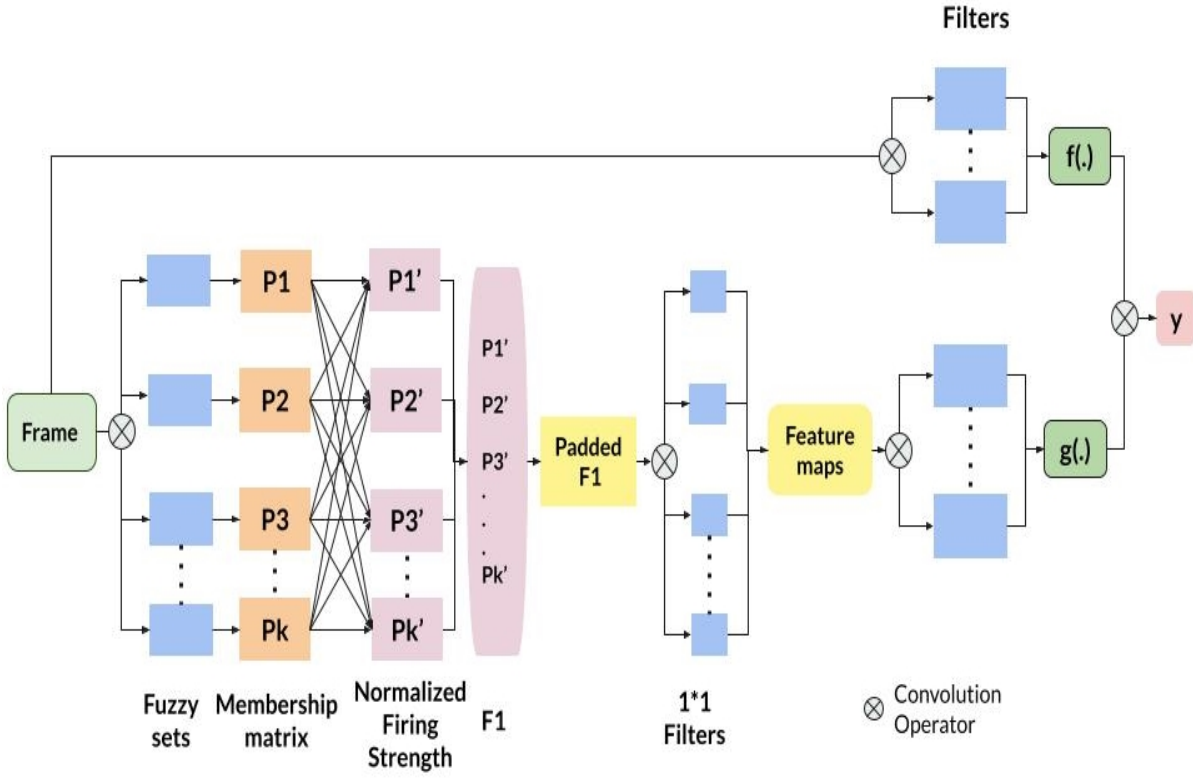 Filters
f(.)
P1
P1'
P1'
y
P2
P2'
P2'
Frame
Padded
F1
Feature
maps
g(.)
P3'
P3
P3'
.
.
.
Pk'
Pk
Pk'
Fuzzy
sets
Membership
matrix
Normalized
Firing
Strength
F1
1*1
Filters
Convolution
Operator